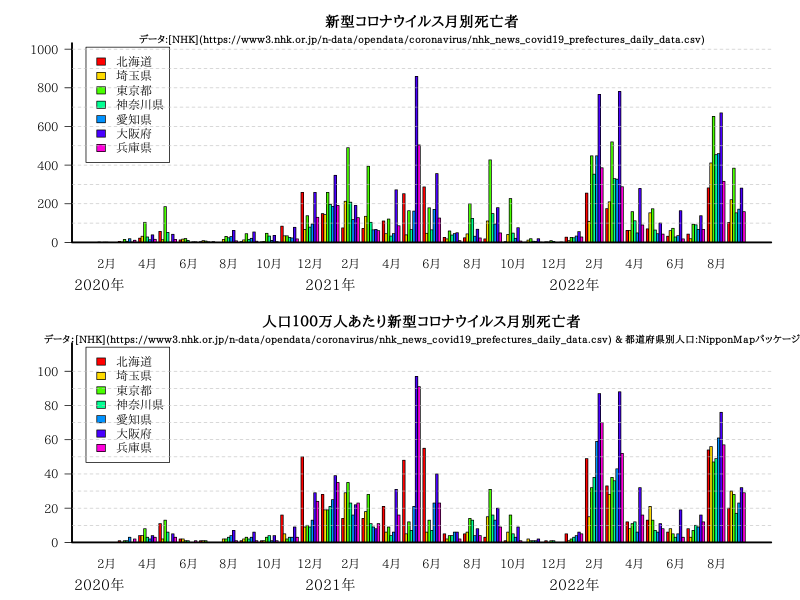 新型コロナウイルス月別死亡者
データ:[NHK](https://www3.nhk.or.jp/n-data/opendata/coronavirus/nhk_news_covid19_prefectures_daily_data.csv)
1000
800
600
400
200
0
北海道
埼玉県
東京都
神奈川県
愛知県
大阪府
兵庫県
2月 4月 6月 8月 10月 12月 2月 4月 6月 8月 10月 12月 2月 4月 6月 8月
2020年 2021年 2022年
人口100万人あたり新型コロナウイルス月別死亡者
データ:[NHK](https://www3.nhk.or.jp/n-data/opendata/coronavirus/nhk_news_covid19_prefectures_daily_data.csv) & 都道府県別人口:NipponMapパッケージ
100
80
60
40
20
0
北海道
埼玉県
東京都
神奈川県
愛知県
大阪府
兵庫県
2月 4月 6月 8月 10月 12月 2月 4月 6月 8月 10月 12月 2月 4月 6月 8月
2020年 2021年 2022年